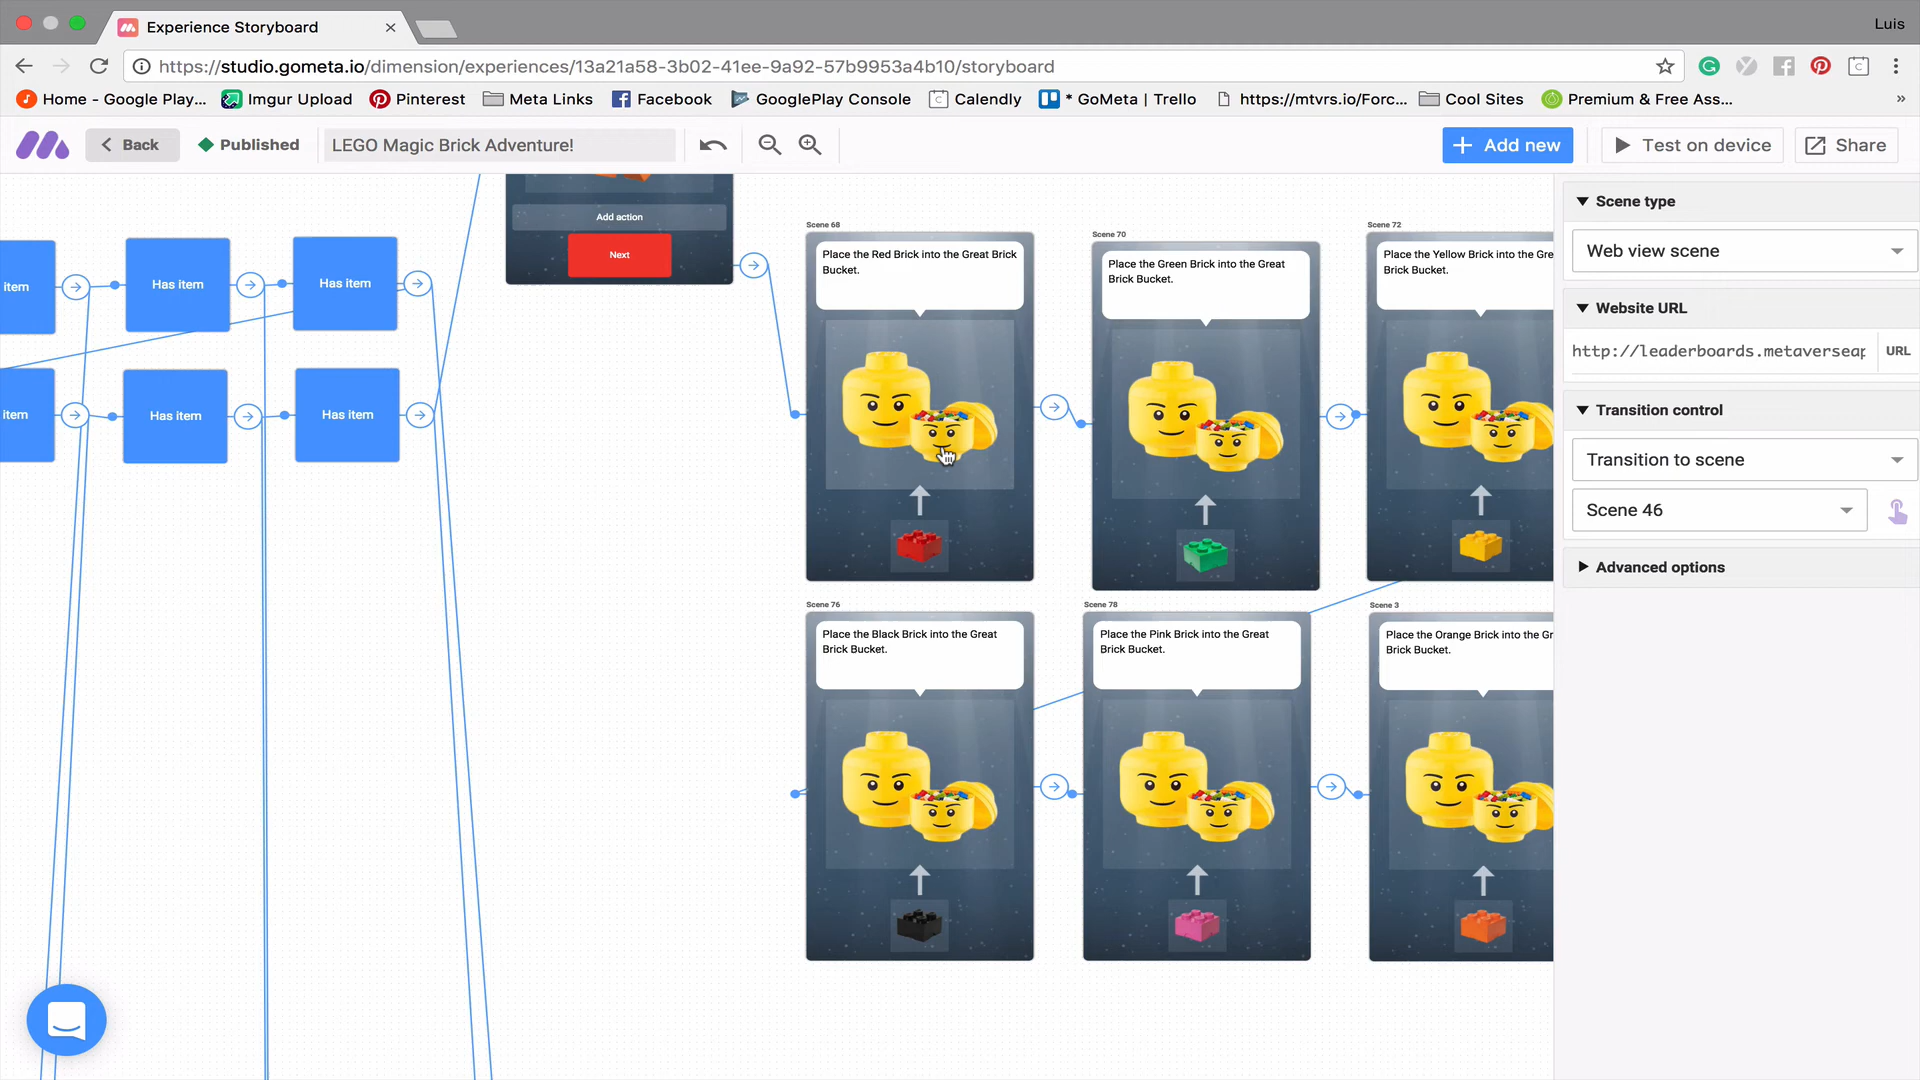 Experience Storyboard
Luis
https://studio.gometa.io/dimension/experiences/13a21a58-3b02-41ee-9a92-57b9953a4b10/storyboard
Home - Google Play... Imgur Upload Pinterest Meta Links Facebook GooglePlay Console Calendly * GoMeta | Trello https://mtvrs.io/Forc... Cool Sites Premium & Free Ass...
Back Published LEGO Magic Brick Adventure! Add new Test on device Share
Add action
Next
item
Has item
Has item
item
Has item
Has item
Scene 68
Place the Red Brick into the Great Brick
Bucket.
Scene 70
Place the Green Brick into the Great
Brick Bucket.
Scene 72
Place the Yellow Brick into the Gre
Brick Bucket.
Scene 76
Place the Black Brick into the Great
Brick Bucket.
Scene 78
Place the Pink Brick into the Great
Brick Bucket.
Scene 3
Place the Orange Brick into the Gr
Brick Bucket.
Scene type
Web view scene
Website URL
http://leaderboards.metaverseap URL
Transition control
Transition to scene
Scene 46
Advanced options